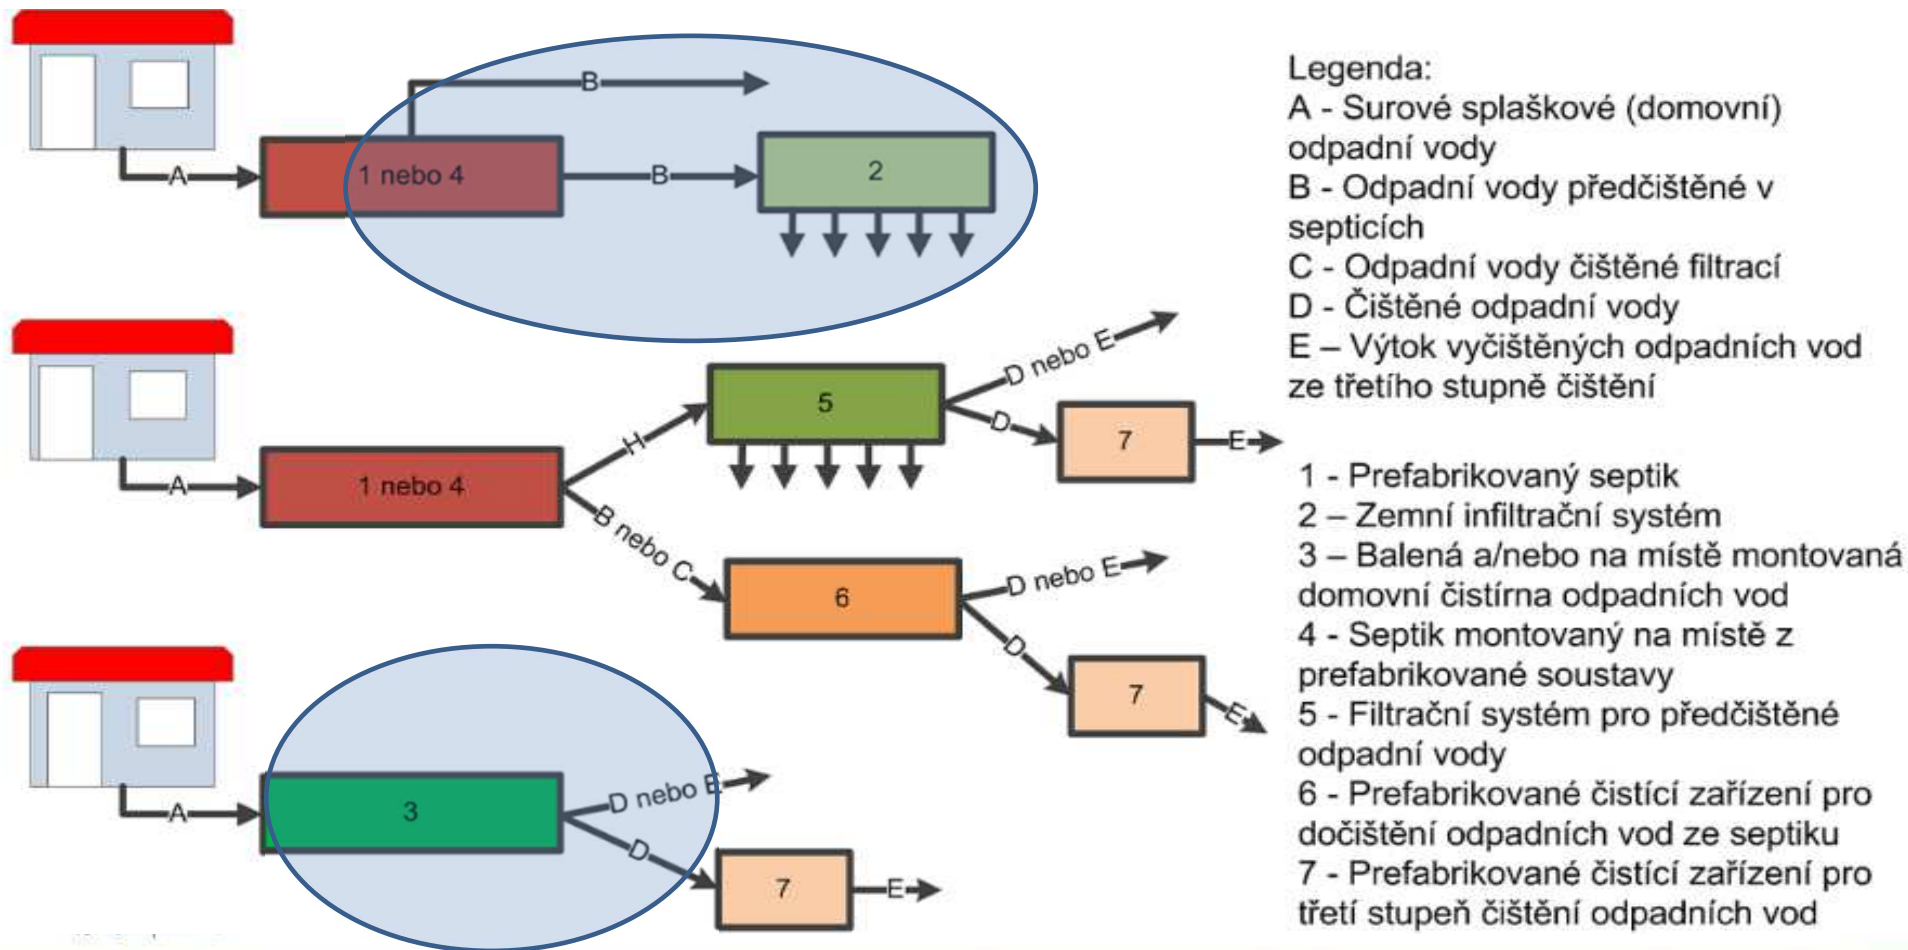 B
A
1 nebo 4
B
2
Legenda:
A - Surové splaškové (domovní)
odpadní vody
B - Odpadní vody předčištěné v
septicích
C - Odpadní vody čištěné filtrací
D - Čištěné odpadní vody
E – Výtok vyčištěných odpadních vod
ze třetího stupně čištění
D nebo E
5
D
7
E
H
A
1 nebo 4
B nebo C
6
D nebo E
D
7
E
1 - Prefabrikovaný septik
2 – Zemní infiltrační systém
3 – Balená a/nebo na místě montovaná
domovní čistírna odpadních vod
4 - Septik montovaný na místě z
prefabrikované soustavy
5 - Filtrační systém pro předčištěné
odpadní vody
6 - Prefabrikované čistící zařízení pro
dočištění odpadních vod ze septiku
7 - Prefabrikované čistící zařízení pro
třetí stupeň čištění odpadních vod
A
3
D nebo E
D
7
E